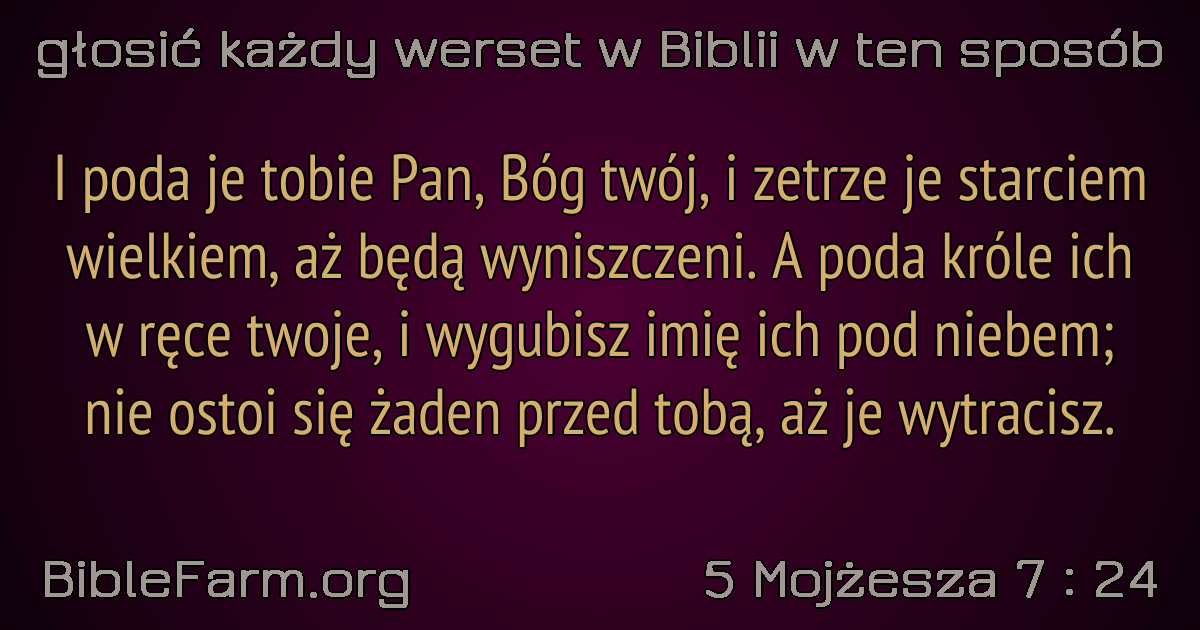 głosić każdy werset w Biblii w ten sposób
I poda je tobie Pan, Bóg twój, i zetrze je starciem
wielkiem, aż będą wyniszczeni. A poda króle ich
w ręce twoje, i wygubisz imię ich pod niebem;
nie ostoi się żaden przed tobą, aż je wytracisz.
BibleFarm.org
5 Mojżesza 7 : 24